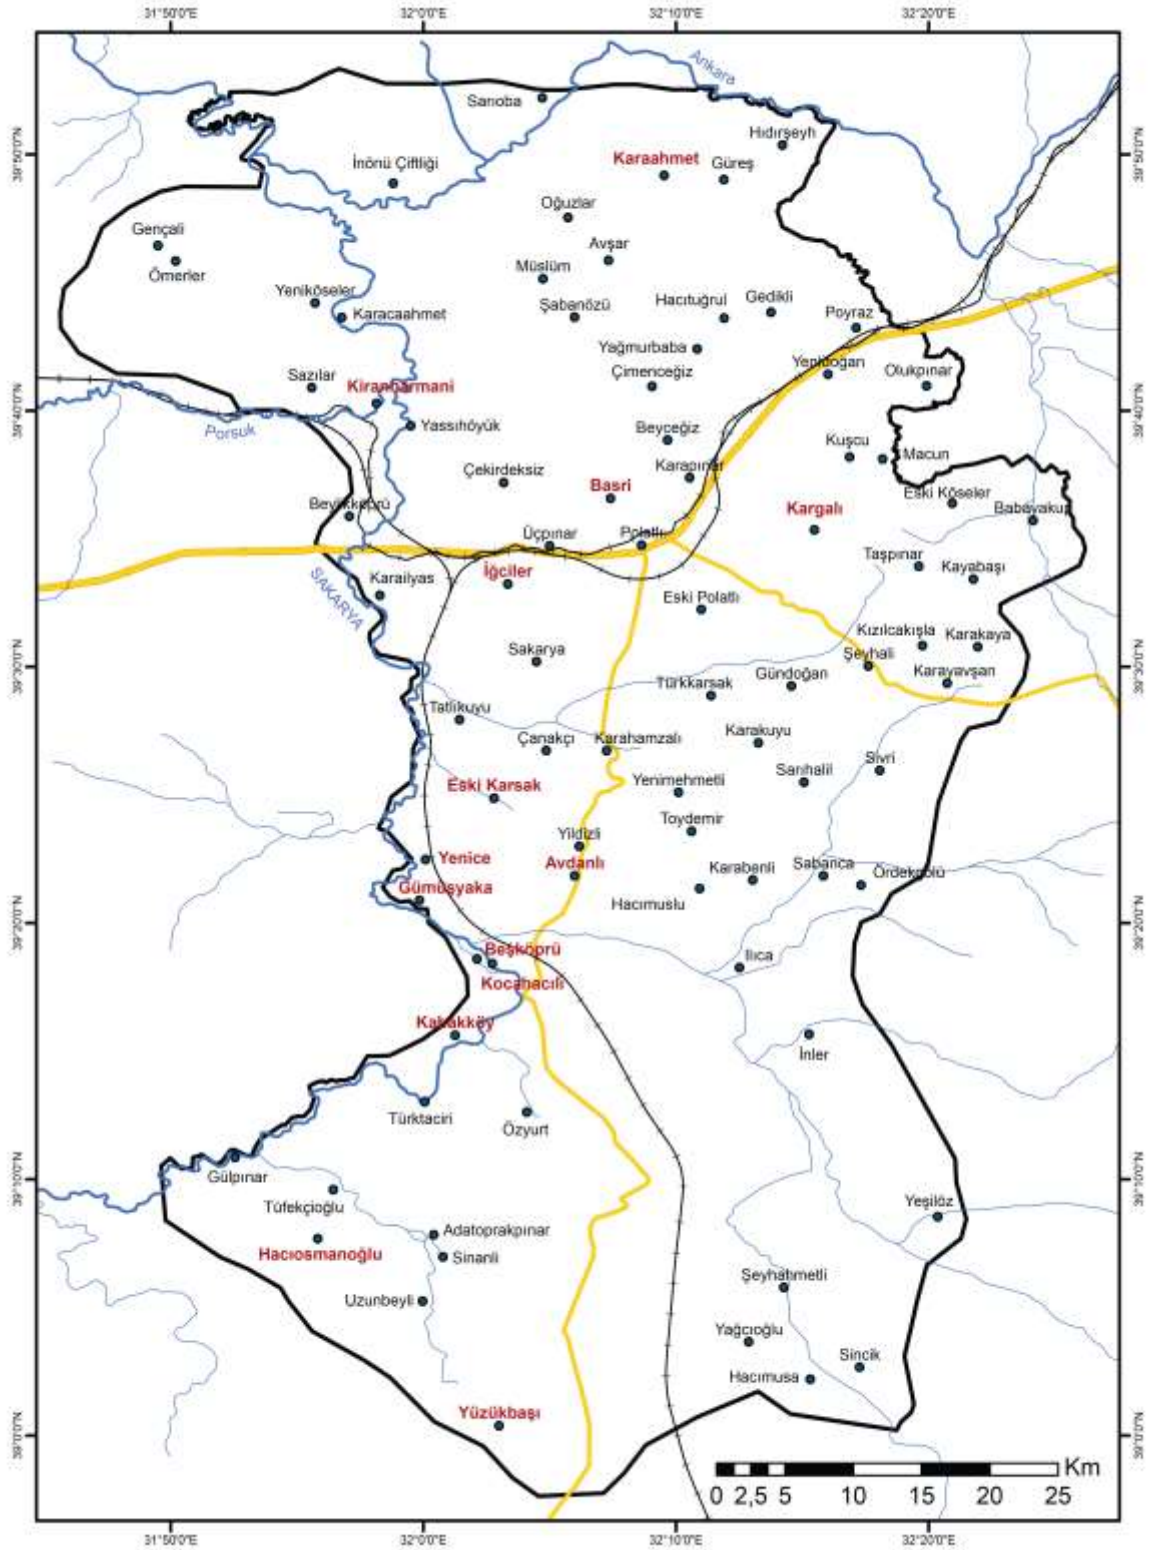 31°50'0"E 32°0'0"E 32°10'0"E 32°20'0"E
Ankara
Sarıoba
Hıdırşeyh
39°50'0"N
39°50'0"N
İnönü Çiftliği
Karaahmet
Güreş
Oğuzlar
Gençali
Avşar
Ömerler
Müslüm
Yeniköseler
Şabanözü
Hacıtuğrul
Gedikli
Karacaahmet
Poyraz
Yağmurbaba
Yenidoğan
Sazılar
Kıranharmanı
Çimenceğiz
Olukpınar
39°40'0"N
39°40'0"N
Porsuk
Yassıhöyük
Beyceğiz
Kuşcu
Macun
Çekirdeksiz
Karapınar
Basri
Eski Köseler
Beylikköprü
Kargalı
Babayakup
Üçpınar
Polatlı
Taşpınar
Kayabaşı
SAKARYA
Karailyas
İğciler
Eski Polatlı
Kızılcakışla
Karakaya
Sakarya
Şeyhali
39°30'0"N
39°30'0"N
Türkkarsak
Gündoğan
Karayavşan
Tatlıkuyu
Çanakçı
Karahamzalı
Karakuyu
Sivri
Eski Karsak
Yenimehmetli
Sarıhalil
Toydemir
Yıldızlı
Yenice
Avdanlı
Karabenli
Sabanca
Ördekgölü
Gümüşyaka
Hacımuslu
39°20'0"N
39°20'0"N
Beşköprü
Ilıca
Kocahacılı
Kabakköy
İnler
Türktaciri
Özyurt
Gülpınar
39°10'0"N
39°10'0"N
Tüfekçioğlu
Yeşilöz
Adatoprakpınar
Hacıosmanoğlu
Sinanlı
Şeyhahmetli
Uzunbeyli
Yağcıoğlu
Sincik
Hacımusa
Yüzükbaşı
39°0'0"N
39°0'0"N
Km
0 2,5 5 10 15 20 25
31°50'0"E 32°0'0"E 32°10'0"E 32°20'0"E